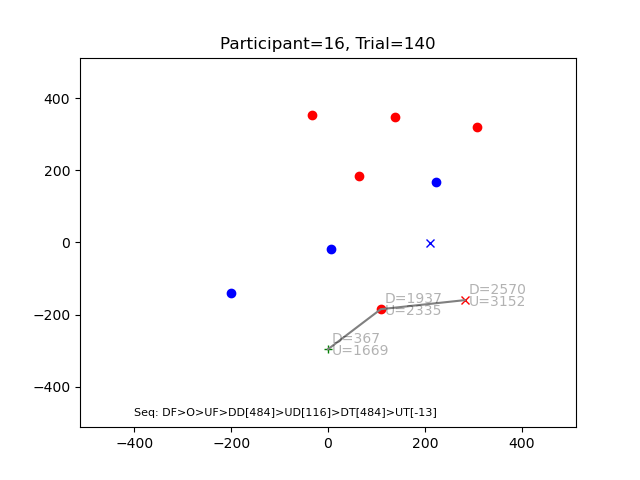 Participant=16, Trial=140
400
200
0
−200
−400
D=2570
U=3152
D=1937
U=2335
D=367
U=1669
Seq: DF>O>UF>DD[484]>UD[116]>DT[484]>UT[-13]
−400
−200
0
200
400